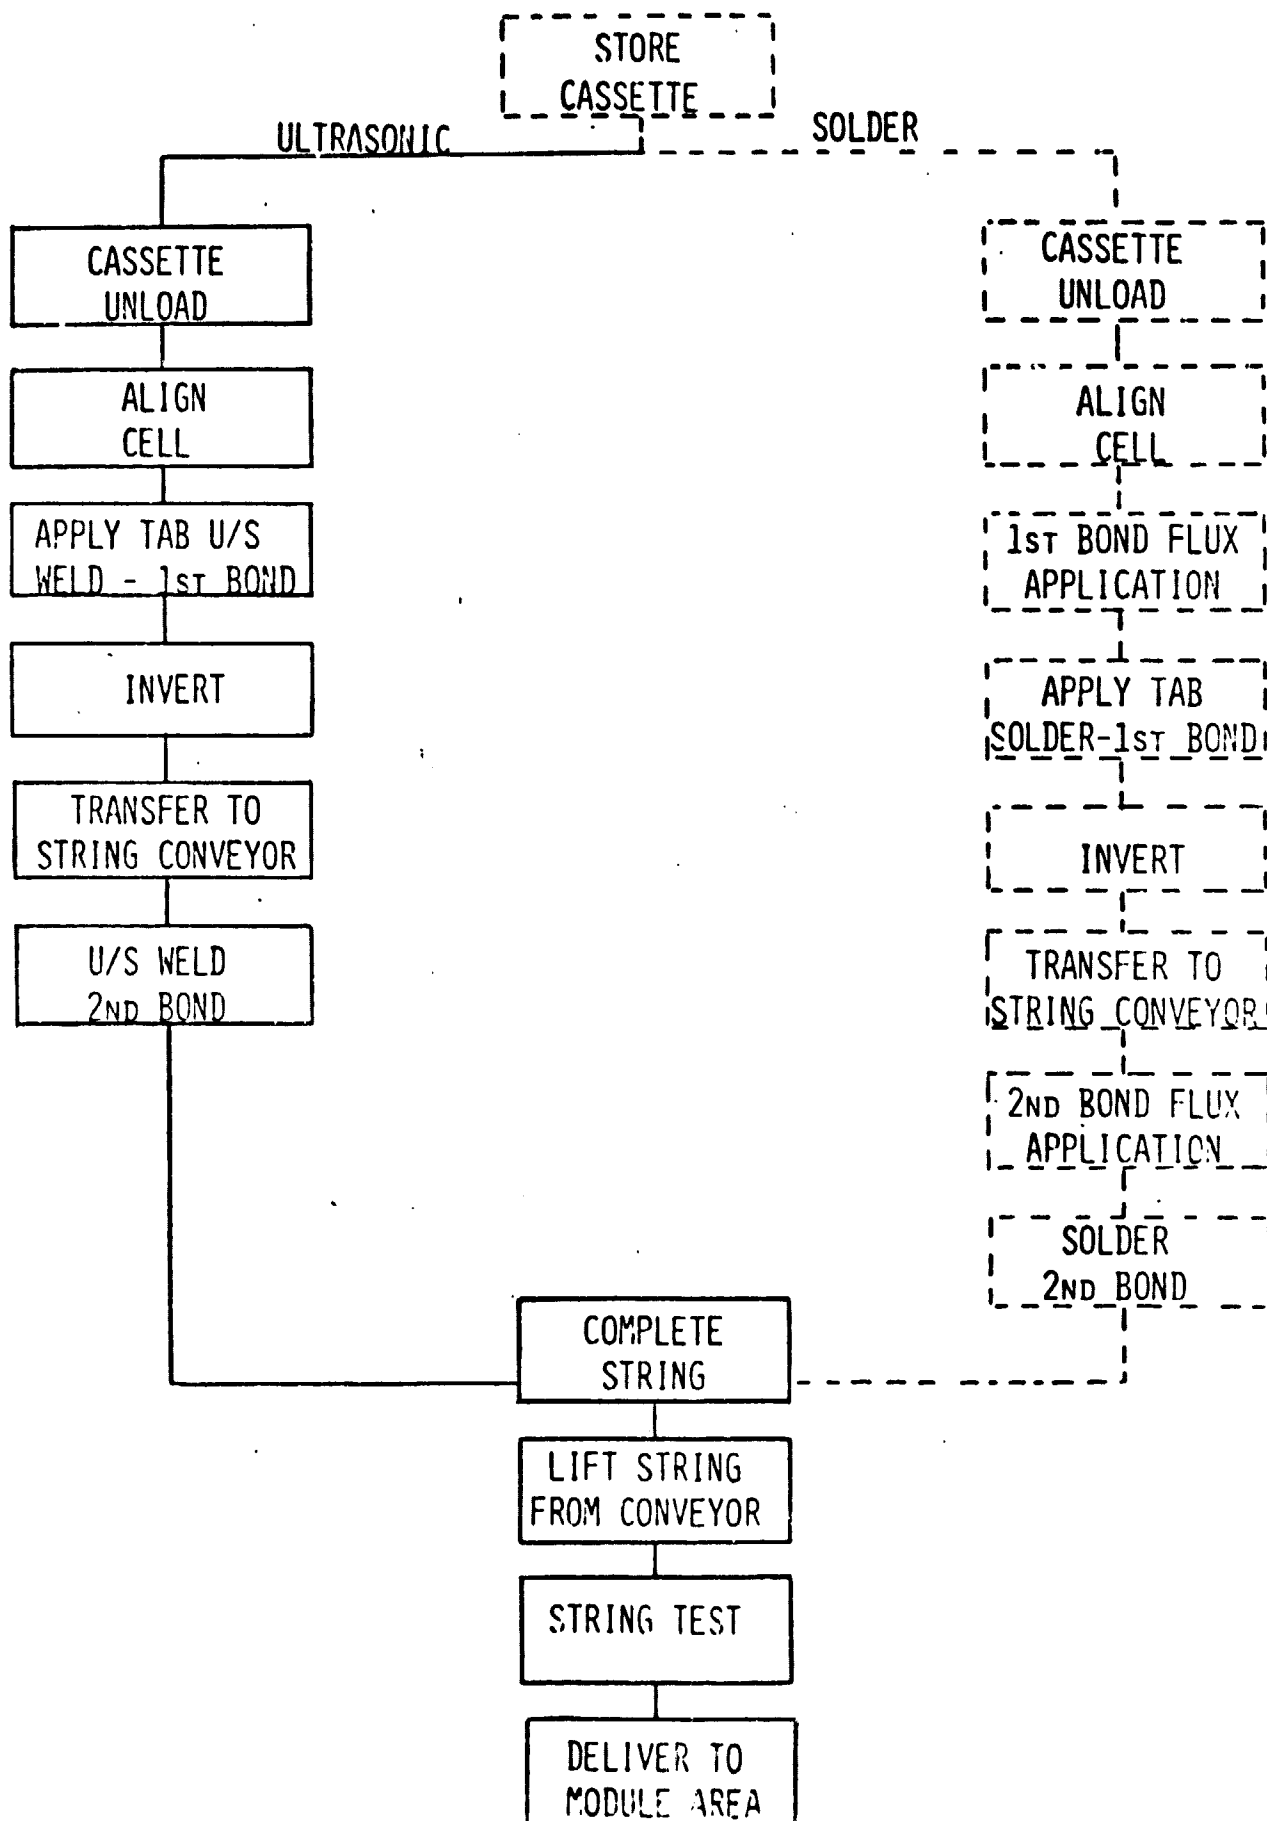 STORE
CASSETTE
ULTRASONIC
SOLDER
CASSETTE
UNLOAD
ALIGN
CELL
APPLY TAB U/S
WELD - 1ST BOND
INVERT
TRANSFER TO
STRING CONVEYOR
U/S WELD
2ND BOND
CASSETTE
UNLOAD
ALIGN
CELL
1ST BOND FLUX
APPLICATION
APPLY TAB
SOLDER-1ST BOND
INVERT
TRANSFER TO
STRING CONVEYOR
2ND BOND FLUX
APPLICATION
SOLDER
2ND BOND
COMPLETE
STRING
LIFT STRING
FROM CONVEYOR
STRING TEST
DELIVER TO
MODULE AREA